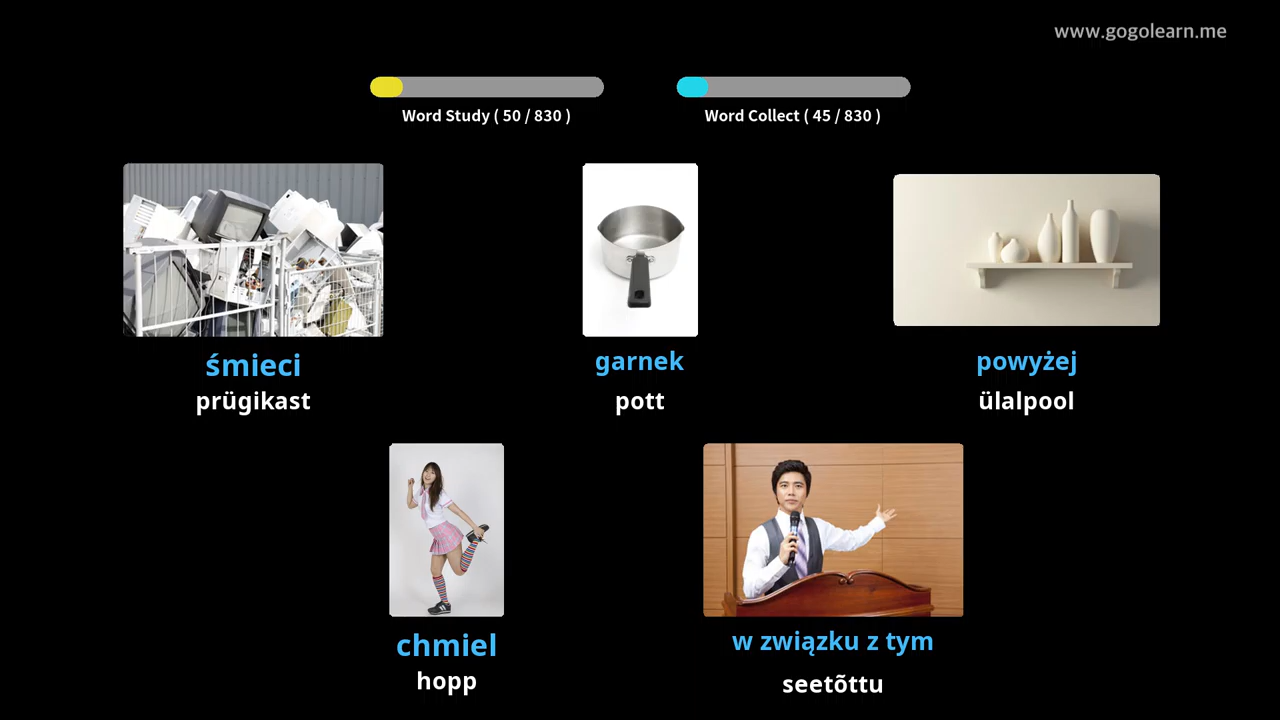 www.gogolearn.me
Word Study ( 50 / 830 )
Word Collect ( 45 / 830 )
śmieci
prügikast
garnek
pott
powyżej
ülalpool
chmiel
hopp
w związku z tym
seetõttu